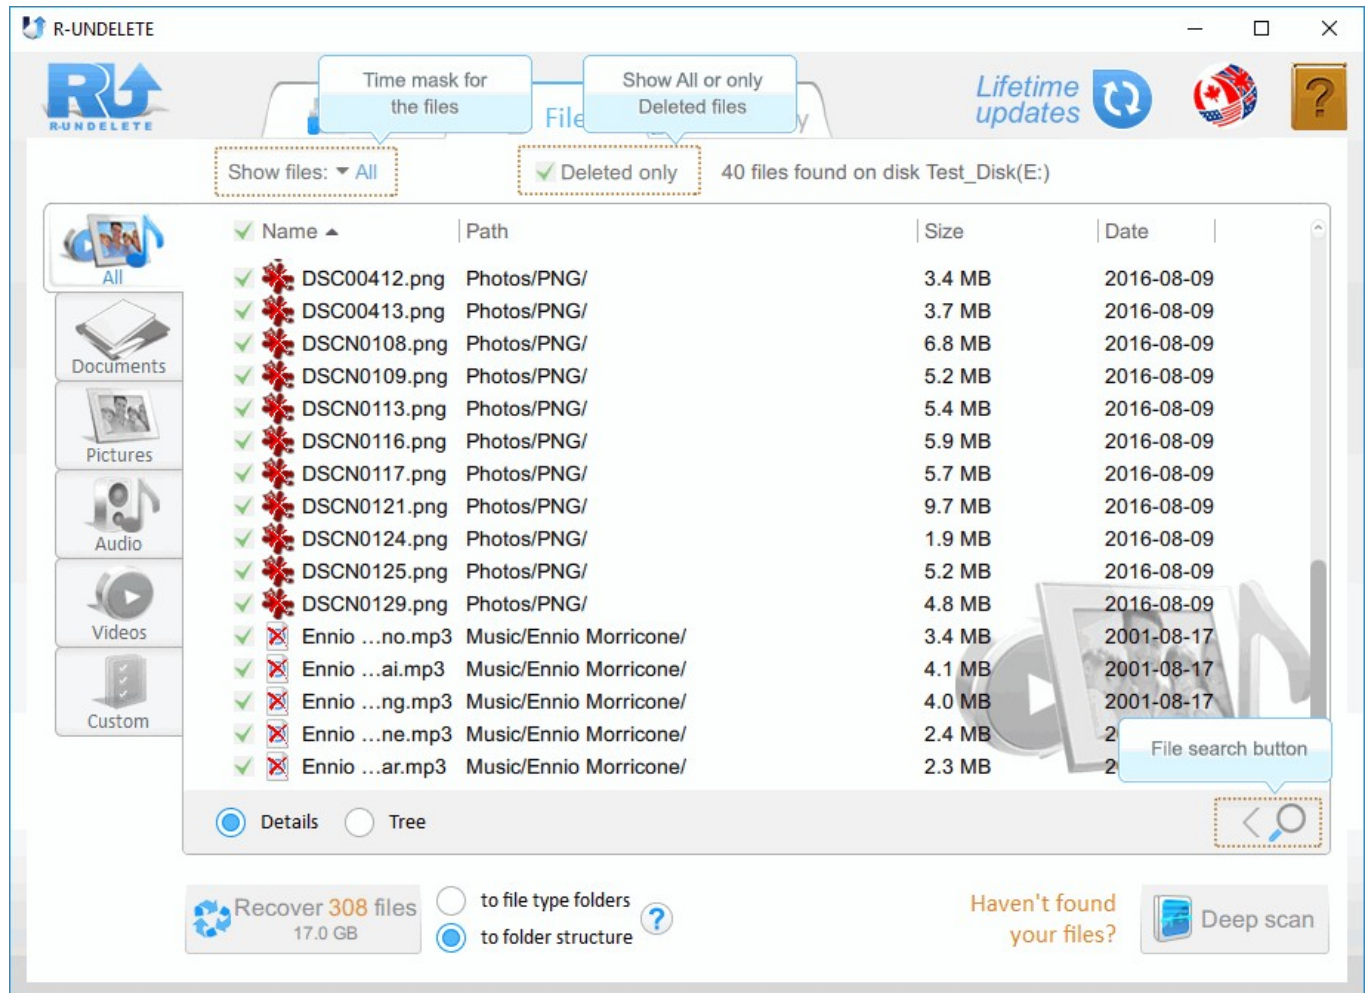 R-UNDELETE
R-UNDELETE
Time mask for
the files
Show All or only
Deleted files
File
y
Lifetime
updates
Show files: All
Deleted only
40 files found on disk Test_Disk(E:)
Name Path Size Date
DSC00412.png Photos/PNG/ 3.4 MB 2016-08-09
DSC00413.png Photos/PNG/ 3.7 MB 2016-08-09
DSCN0108.png Photos/PNG/ 6.8 MB 2016-08-09
DSCN0109.png Photos/PNG/ 5.2 MB 2016-08-09
DSCN0113.png Photos/PNG/ 5.4 MB 2016-08-09
DSCN0116.png Photos/PNG/ 5.9 MB 2016-08-09
DSCN0117.png Photos/PNG/ 5.7 MB 2016-08-09
DSCN0121.png Photos/PNG/ 9.7 MB 2016-08-09
DSCN0124.png Photos/PNG/ 1.9 MB 2016-08-09
DSCN0125.png Photos/PNG/ 5.2 MB 2016-08-09
DSCN0129.png Photos/PNG/ 4.8 MB 2016-08-09
Ennio ...no.mp3 Music/Ennio Morricone/ 3.4 MB 2001-08-17
Ennio ...ai.mp3 Music/Ennio Morricone/ 4.1 MB 2001-08-17
Ennio ...ng.mp3 Music/Ennio Morricone/ 4.0 MB 2001-08-17
Ennio ...ne.mp3 Music/Ennio Morricone/ 2.4 MB 2
Ennio ...ar.mp3 Music/Ennio Morricone/ 2.3 MB 2
All
Documents
Pictures
Audio
Videos
Custom
File search button
Details
Tree
Recover 308 files
17.0 GB
to file type folders
to folder structure
?
Haven't found
your files?
Deep scan